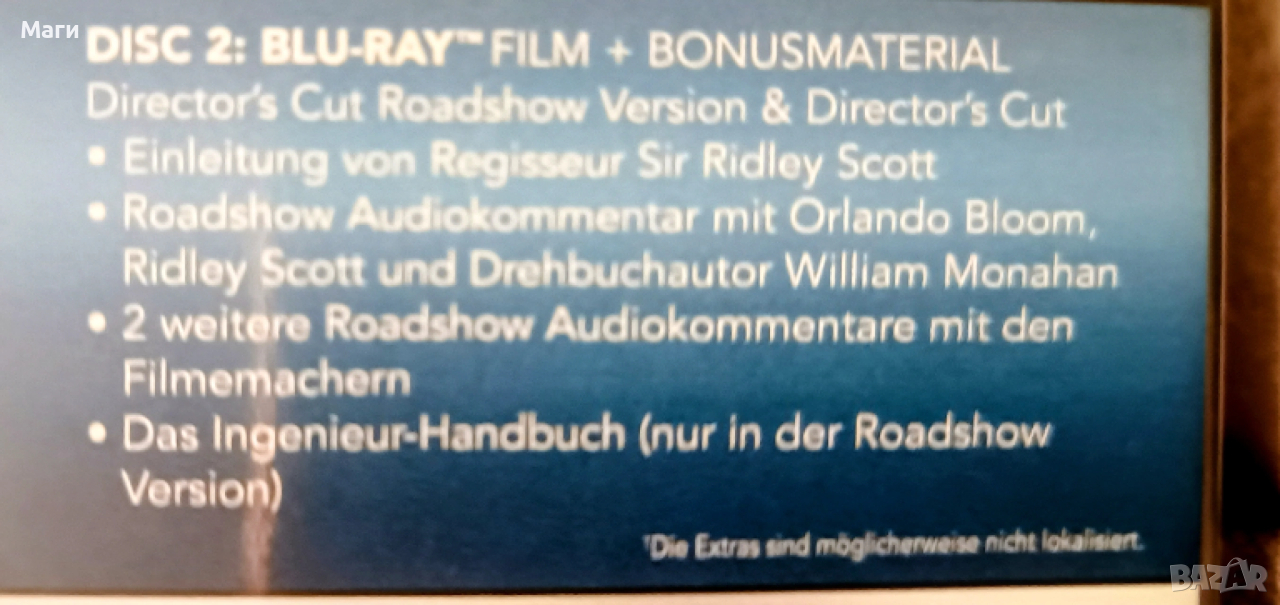 Маги
DISC 2: BLU-RAY™ FILM + BONUSMATERIAL
Director's Cut Roadshow Version & Director's Cut
• Einleitung von Regisseur Sir Ridley Scott
• Roadshow Audiokommentar mit Orlando Bloom,
Ridley Scott und Drehbuchautor William Monahan
• 2 weitere Roadshow Audiokommentare mit den
Filmemachern
• Das Ingenieur-Handbuch (nur in der Roadshow
Version)
†Die Extras sind möglicherweise nicht lokalisiert.
BAZAR